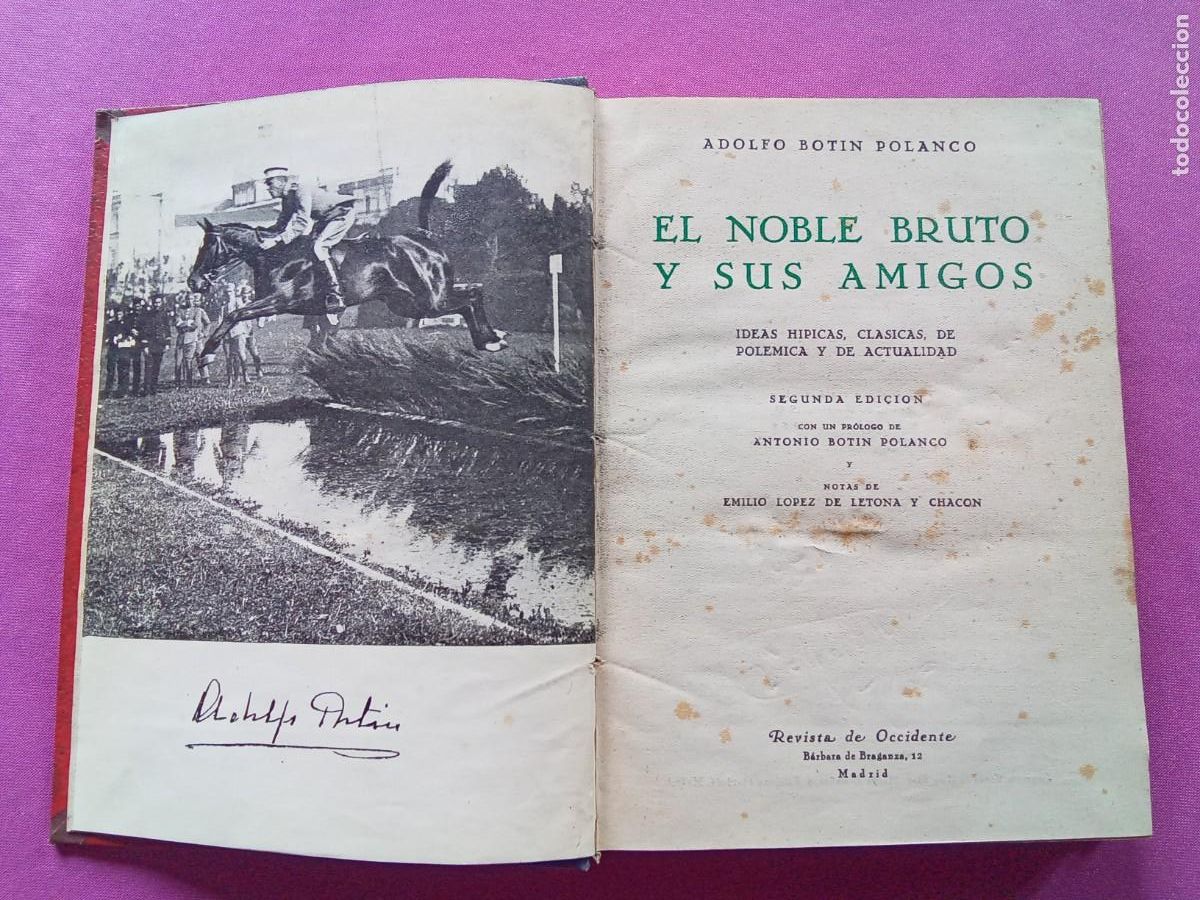 Adolfo Botín
ADOLFO BOTIN POLANCO
EL NOBLE BRUTO
Y SUS AMIGOS
IDEAS HIPICAS, CLASICAS, DE
POLEMICA Y DE ACTUALIDAD
SEGUNDA EDICION
CON UN PRÓLOGO DE
ANTONIO BOTIN POLANCO
Y
NOTAS DE
EMILIO LOPEZ DE LETONA Y CHACON
Revista de Occidente
Bárbara de Braganza, 12
Madrid
todocoleccion